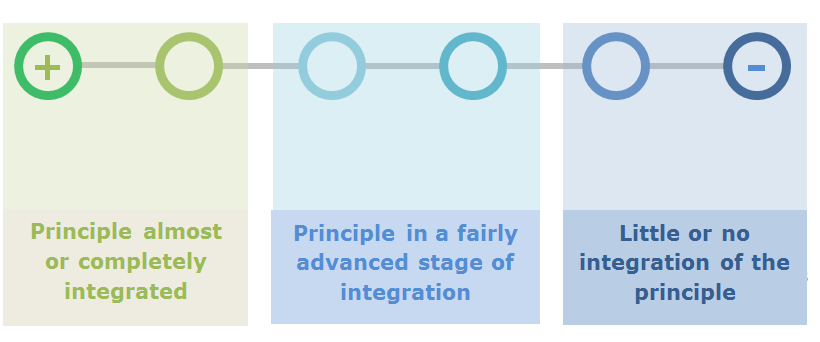 +
-
Principle almost
or completely
integrated
Principle in a fairly
advanced stage of
integration
Little or no
integration of the
principle